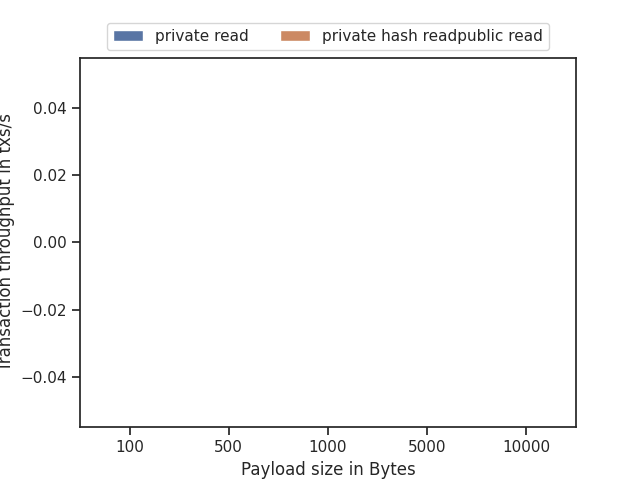 private read
private hash readpublic read
Transaction throughput in txs/s
0.04
0.02
0.00
−0.02
−0.04
100
500
1000
5000
10000
Payload size in Bytes